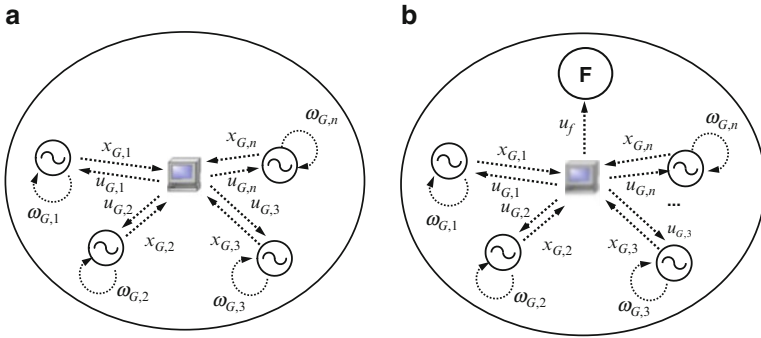 a
x_{G,1}
u_{G,1}
ω_{G,1}
u_{G,2}
x_{G,2}
ω_{G,2}
x_{G,n}
ω_{G,n}
u_{G,n}
u_{G,3}
x_{G,3}
ω_{G,3}
b
F
u_f
x_{G,1}
u_{G,1}
ω_{G,1}
u_{G,2}
x_{G,2}
ω_{G,2}
x_{G,n}
ω_{G,n}
u_{G,n}
...
u_{G,3}
x_{G,3}
ω_{G,3}